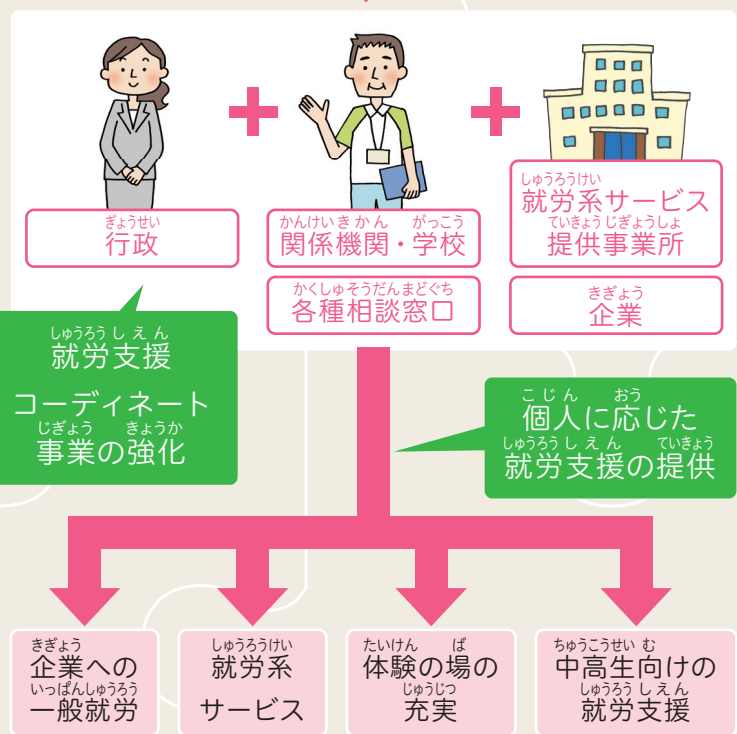 ぎょうせい
行政
かんけいきかん がっこう
関係機関・学校
かくしゅそうだんまどぐち
各種相談窓口
しゅうろうけい
就労系サービス
ていきょうじぎょうしょ
提供事業所
きぎょう
企業
しゅうろうしえん
就労支援
コーディネート
じぎょう きょうか
事業の強化
こじん おう
個人に応じた
しゅうろうしえん ていきょう
就労支援の提供
きぎょう
企業への
いっぱんしゅうろう
一般就労
しゅうろうけい
就労系
サービス
たいけん ば
体験の場の
じゅうじつ
充実
ちゅうこうせい む
中高生向けの
しゅうろうしえん
就労支援